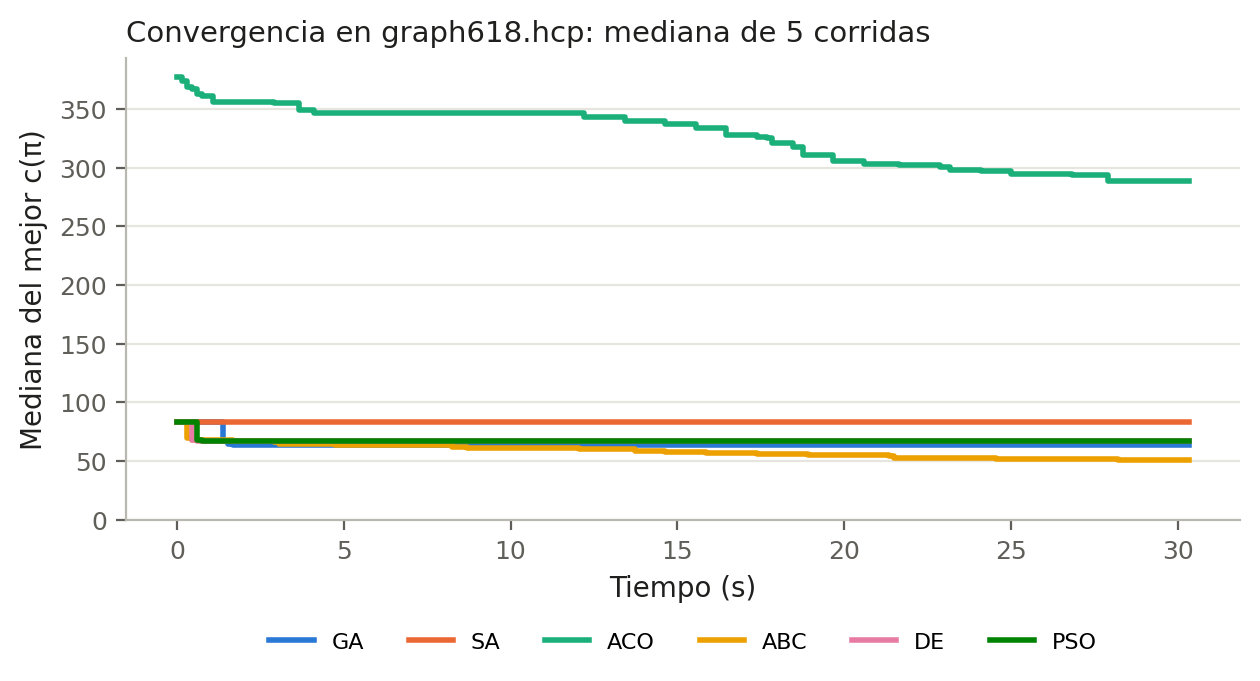 Convergencia en graph618.hcp: mediana de 5 corridas
Mediana del mejor c(π)
350
300
250
200
150
100
50
0
0 5 10 15 20 25 30
Tiempo (s)
GA SA ACO ABC DE PSO